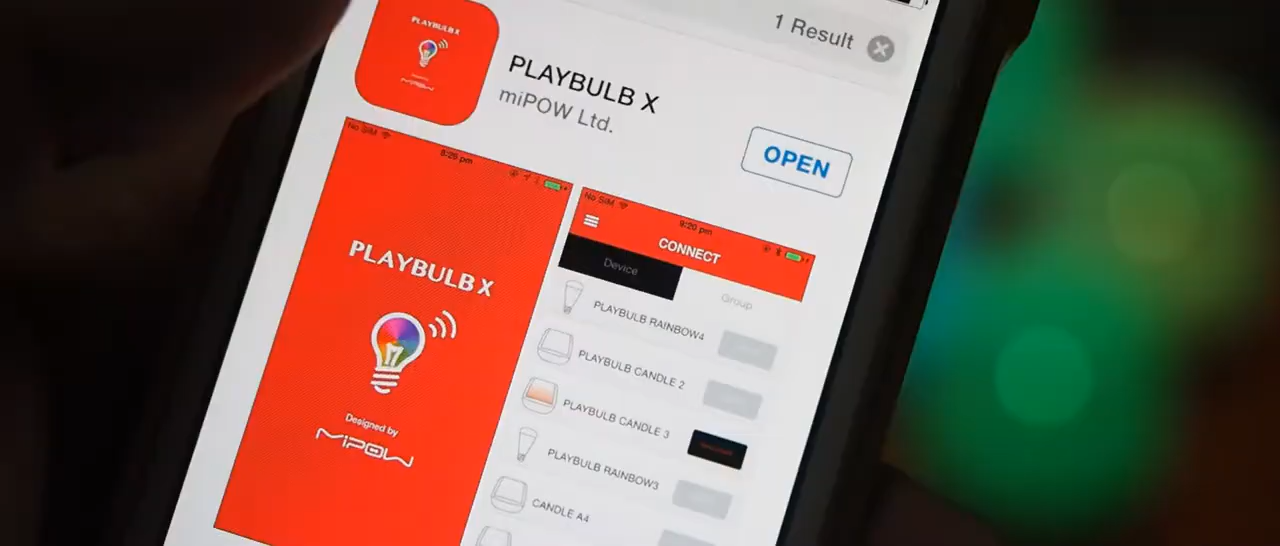 1 Result
PLAYBULB X
PLAYBULB X
miPOW Ltd.
OPEN
No SIM
8:25 pm
PLAYBULB X
Designed by
MIPOW
No SIM
9:20 pm
CONNECT
Device
Group
PLAYBULB RAINBOW4
PLAYBULB CANDLE 2
PLAYBULB CANDLE 3
PLAYBULB RAINBOW3
CANDLE A4